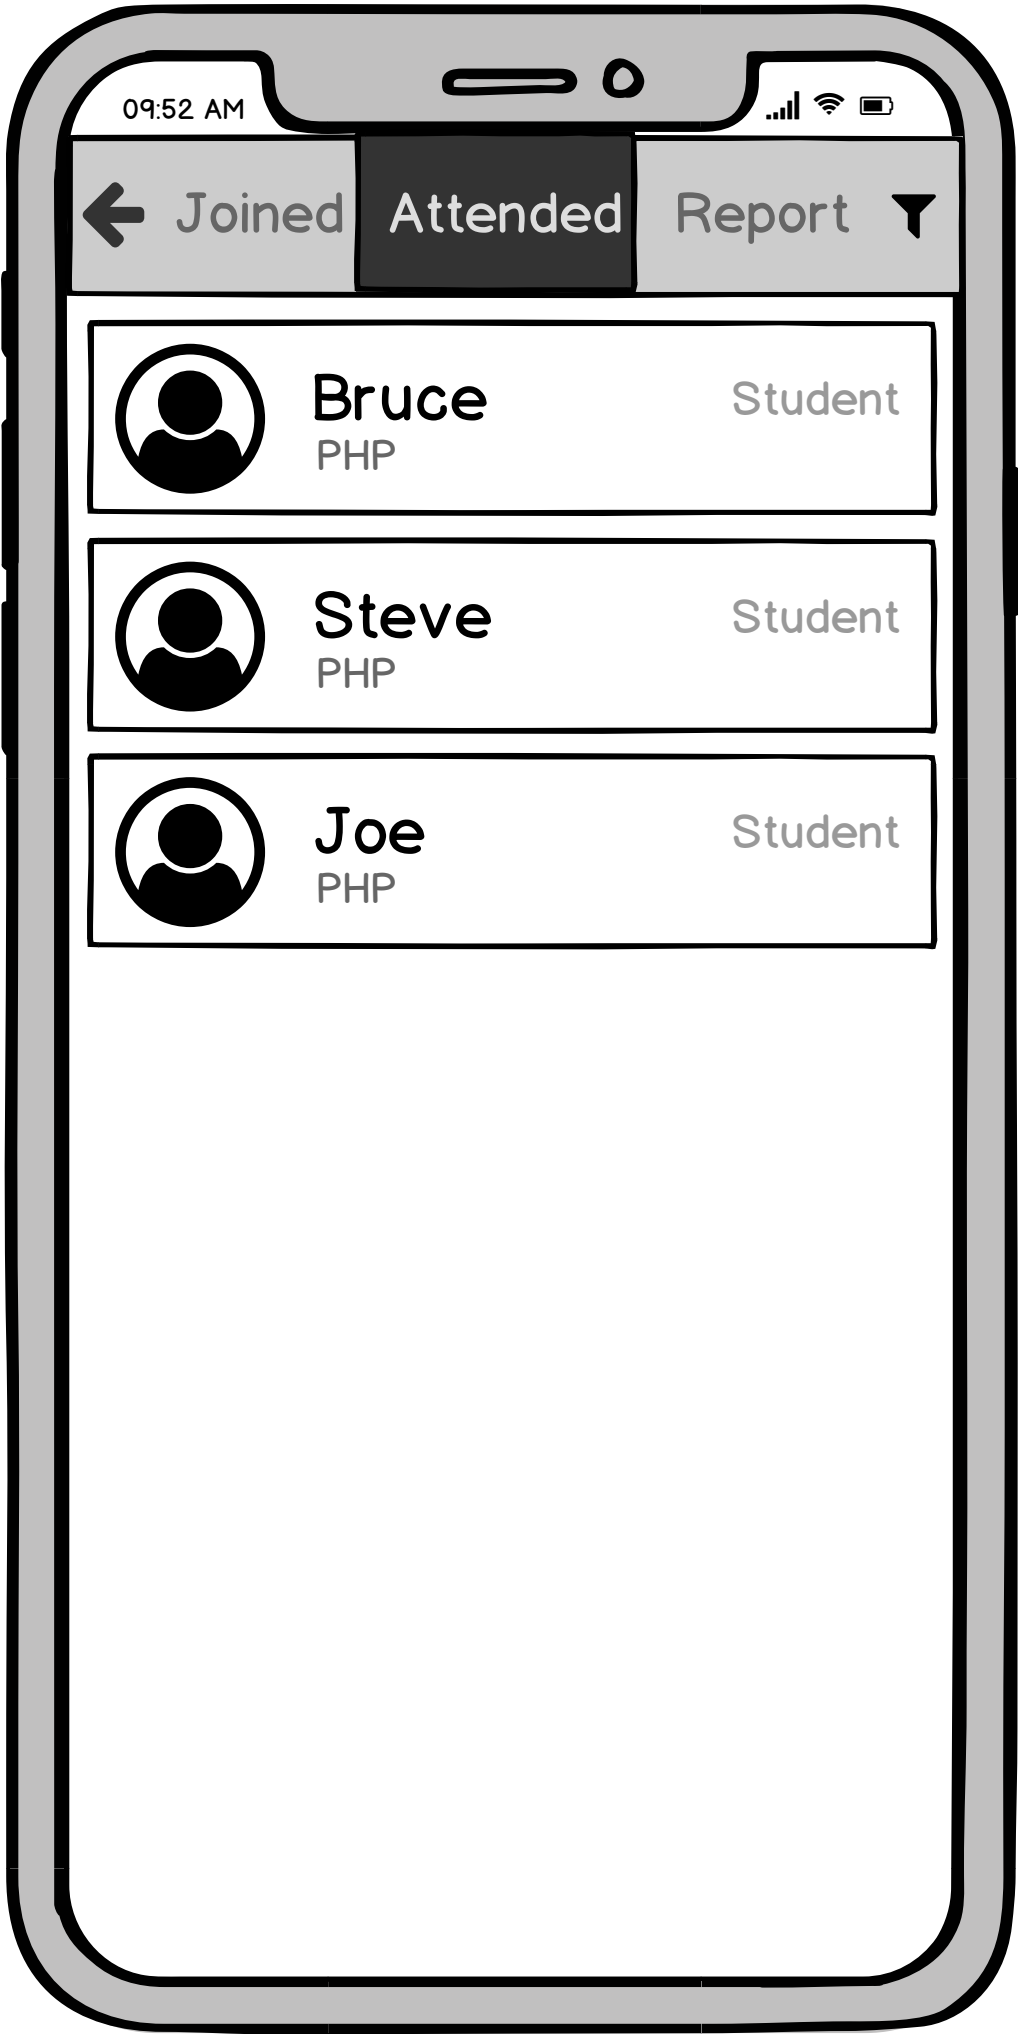 09:52 AM
Joined Attended Report
Bruce Student
PHP
Steve Student
PHP
Joe Student
PHP